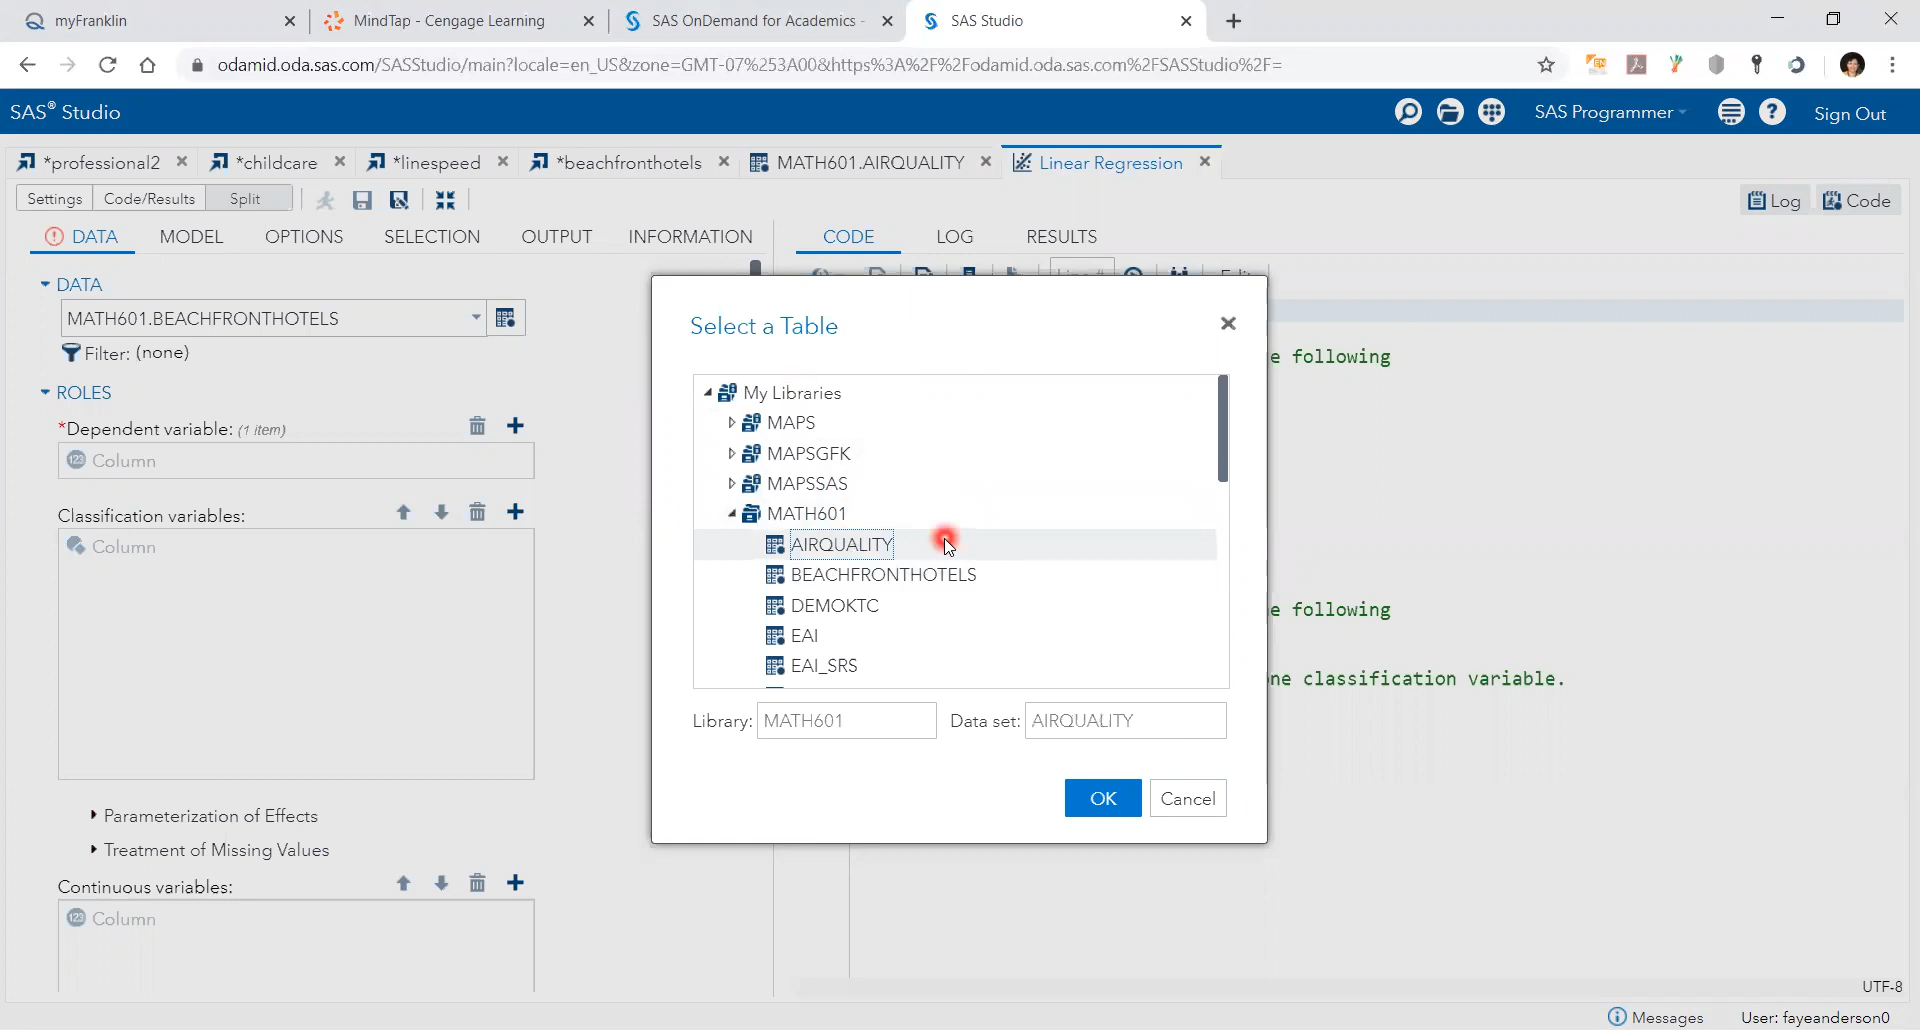 myFranklin
MindTap - Cengage Learning
SAS OnDemand for Academics -
SAS Studio
odamid.oda.sas.com/SASStudio/main?locale=en_US&zone=GMT-07%253A00&https%3A%2F%2Fodamid.oda.sas.com%2FSASStudio%2F=
SAS® Studio
SAS Programmer
Sign Out
*professional2
*childcare
*linespeed
*beachfronthotels
MATH601.AIRQUALITY
Linear Regression
Settings
Code/Results
Split
Log
Code
DATA
MODEL
OPTIONS
SELECTION
OUTPUT
INFORMATION
CODE
LOG
RESULTS
DATA
MATH601.BEACHFRONTHOTELS
Filter: (none)
ROLES
*Dependent variable: (1 item)
Column
Classification variables:
Column
Parameterization of Effects
Treatment of Missing Values
Continuous variables:
Column
Select a Table
My Libraries
MAPS
MAPSGFK
MAPSSAS
MATH601
AIRQUALITY
BEACHFRONTHOTELS
DEMOKTC
EAI
EAI_SRS
Library: MATH601 Data set: AIRQUALITY
OK
Cancel
following
following
classification variable.
UTF-8
Messages
User: fayeanderson0